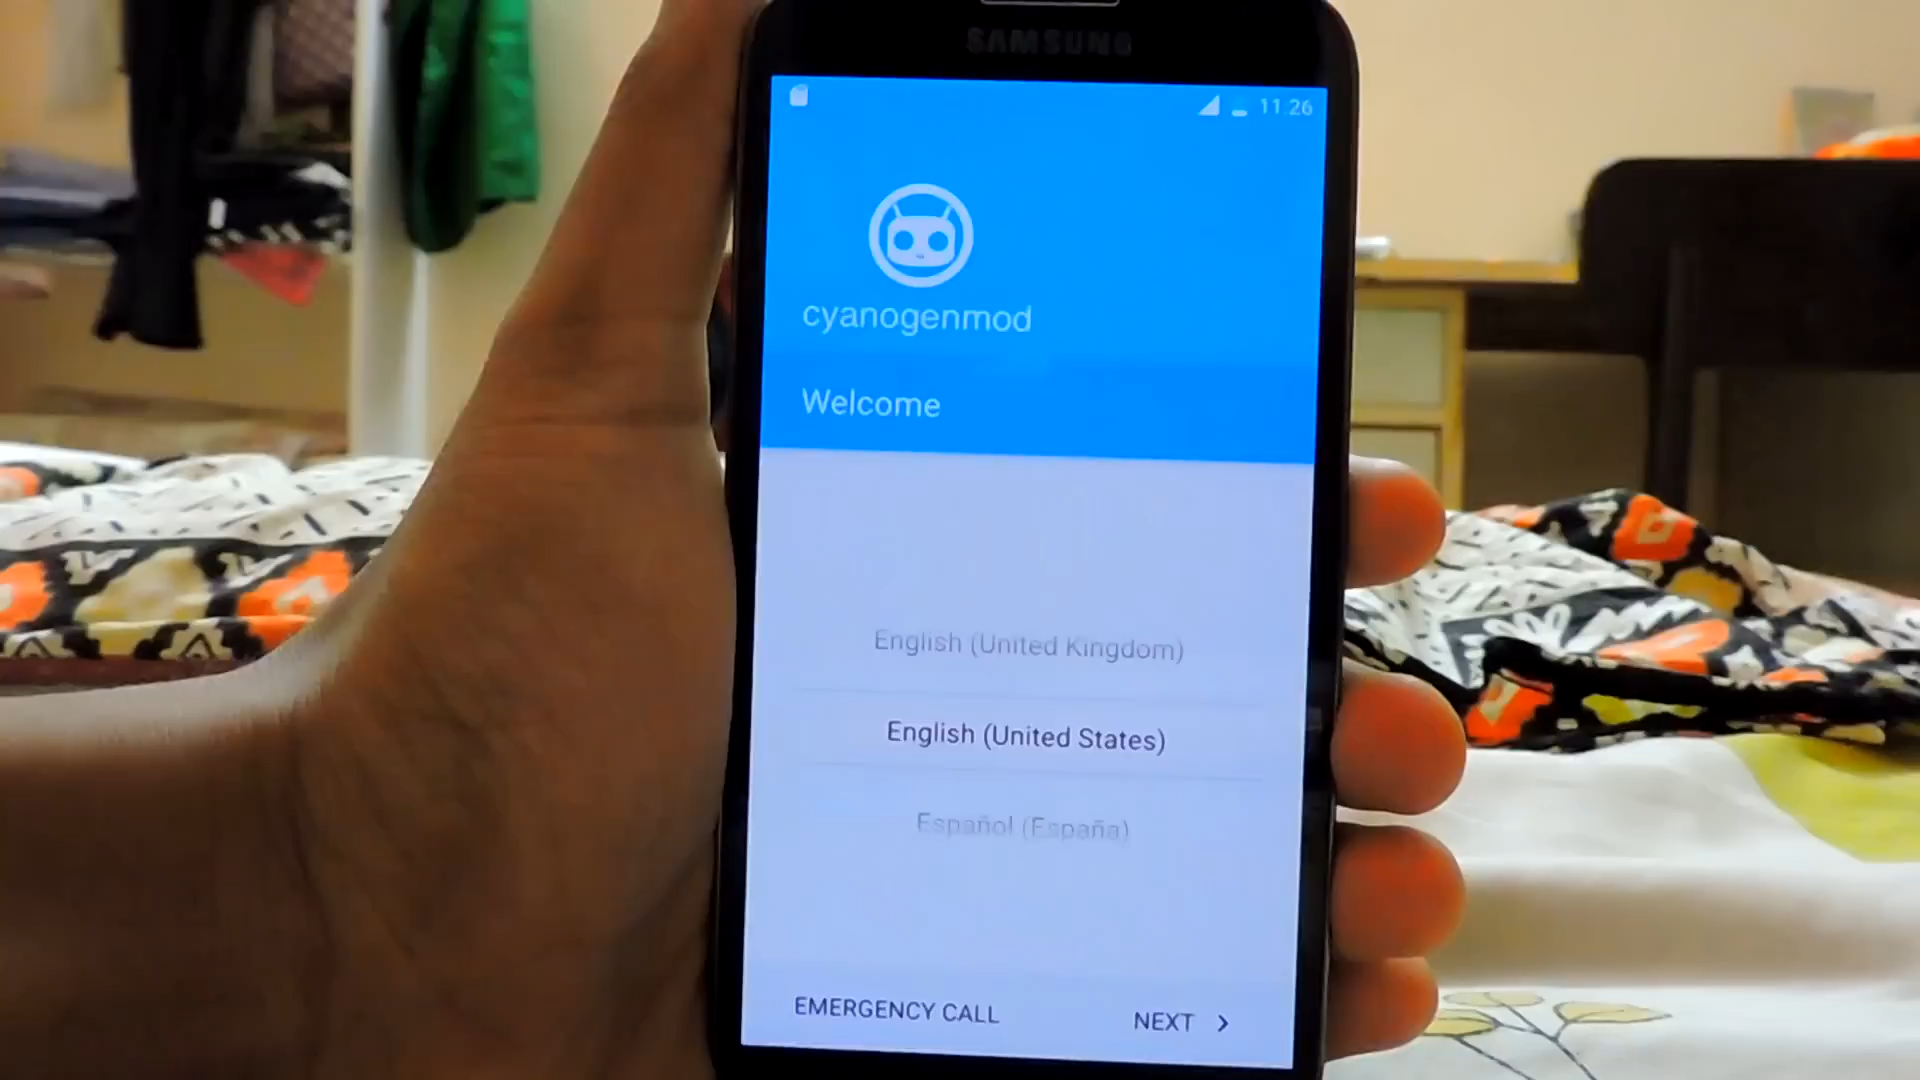 SAMSUNG
11:26
cyanogenmod
Welcome
English (United Kingdom)
English (United States)
Español (España)
EMERGENCY CALL
NEXT